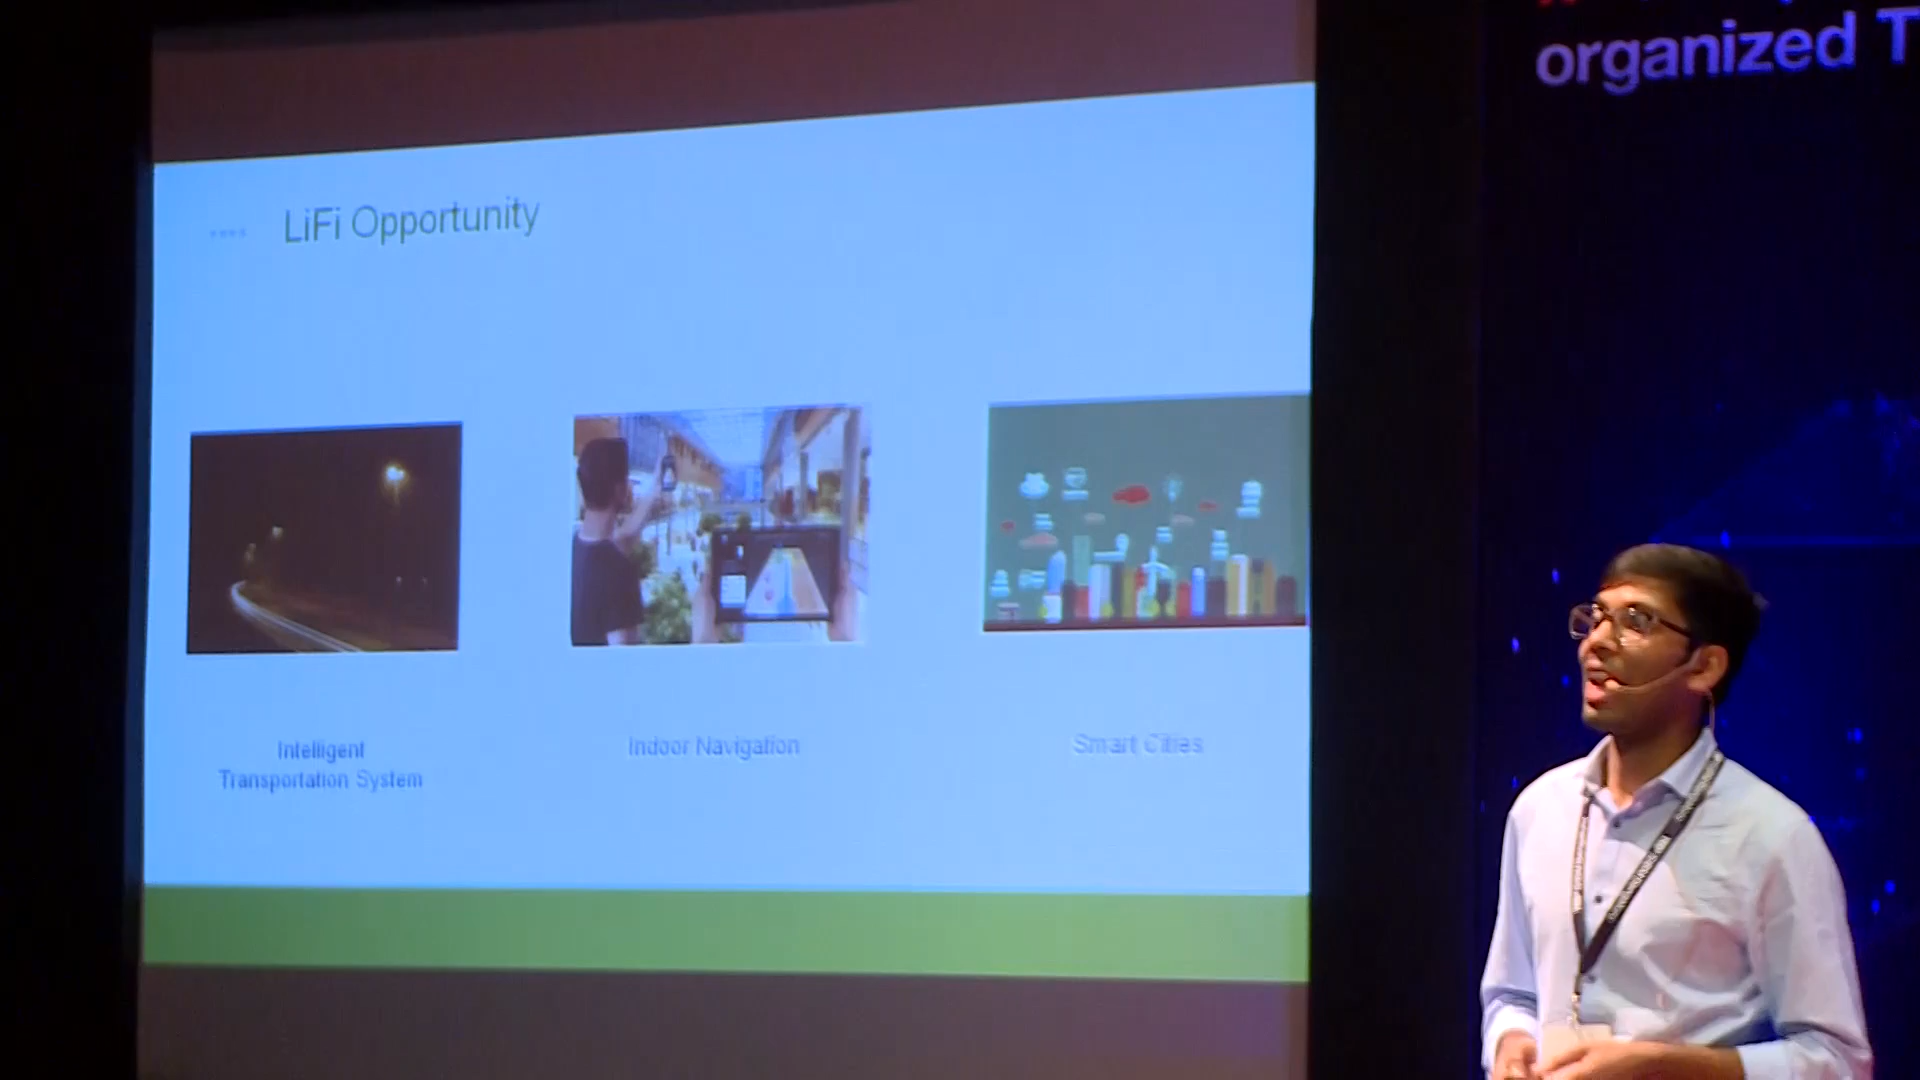 organized T
LiFi Opportunity
Intelligent
Transportation System
Indoor Navigation
Smart Cities